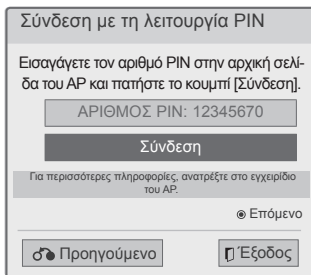 Σύνδεση με τη λειτουργία PIN
Εισαγάγετε τον αριθμό PIN στην αρχική σελί-
δα του AP και πατήστε το κουμπί [Σύνδεση].
ΑΡΙΘΜΟΣ PIN: 12345670
Σύνδεση
Για περισσότερες πληροφορίες, ανατρέξτε στο εγχειρίδιο
του AP.
Επόμενο
Προηγούμενο
Έξοδος